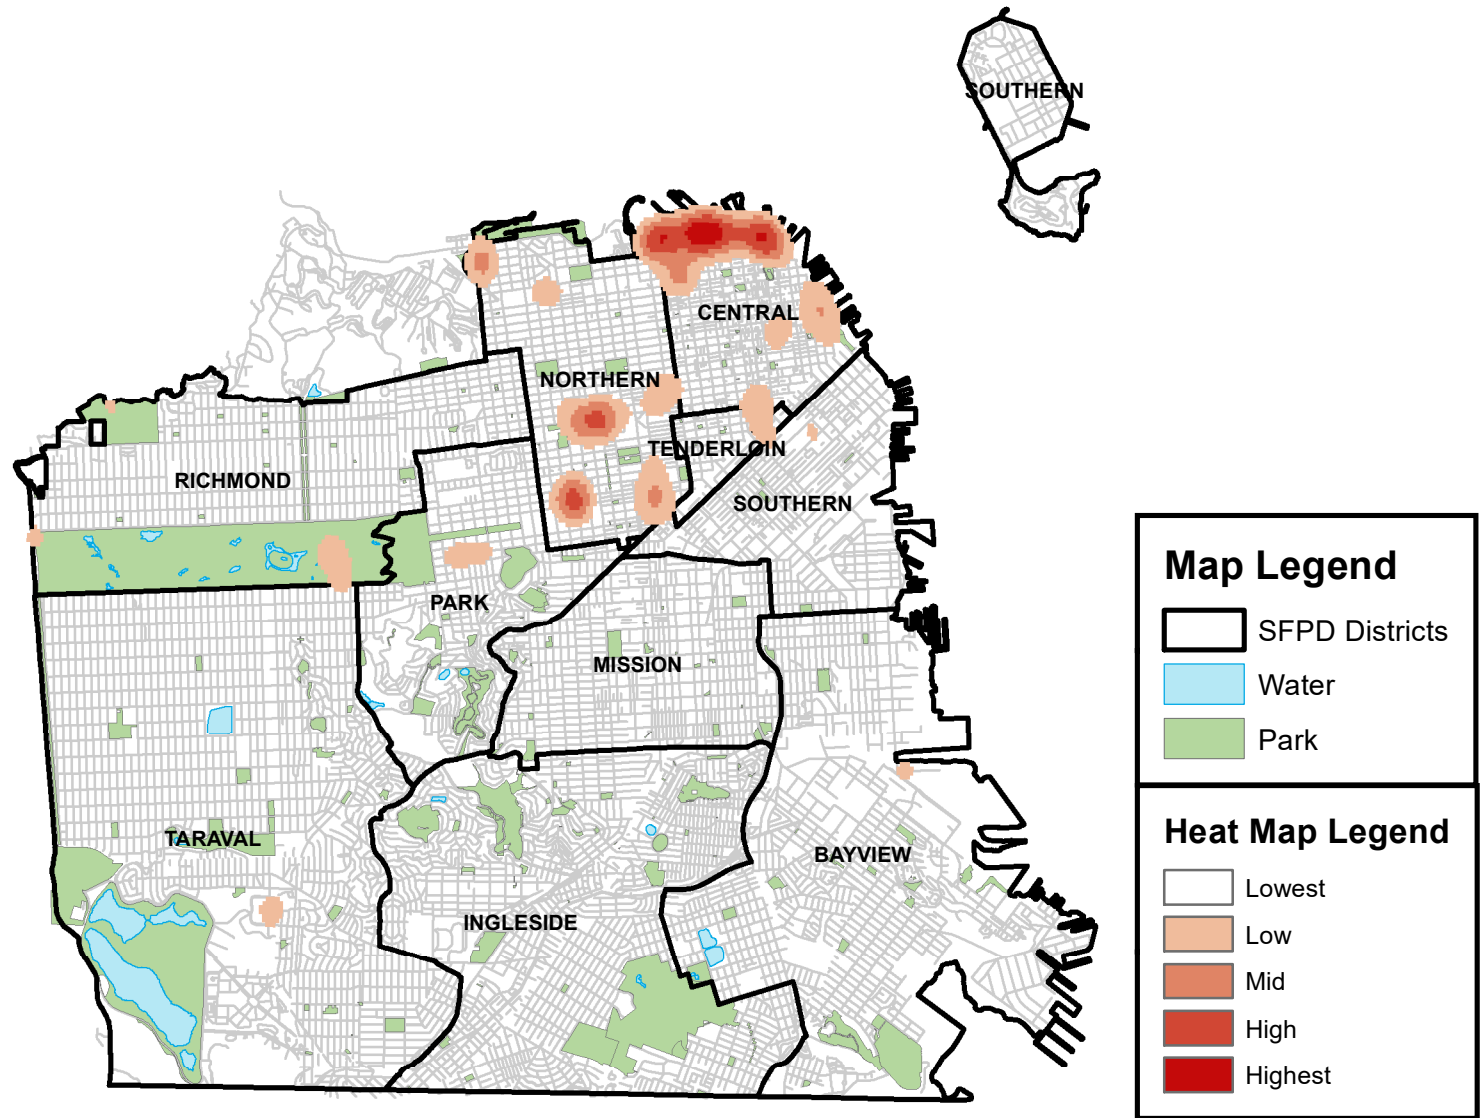 SOUTHERN
CENTRAL
NORTHERN
TENDERLOIN
RICHMOND
SOUTHERN
PARK
MISSION
TARAVAL
BAYVIEW
INGLESIDE
Map Legend
SFPD Districts
Water
Park
Heat Map Legend
Lowest
Low
Mid
High
Highest